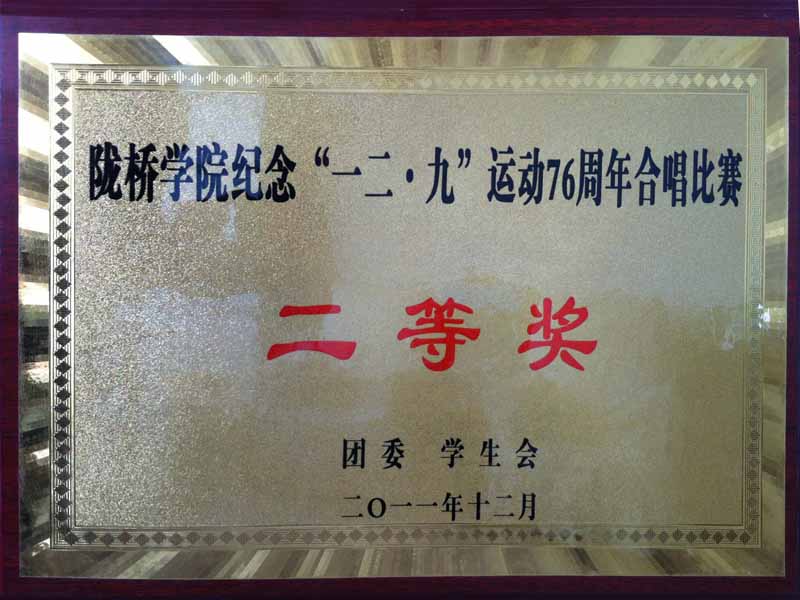 陇桥学院纪念“一二·九”运动76周年合唱比赛
二等奖
团委 学生会
二〇一一年十二月